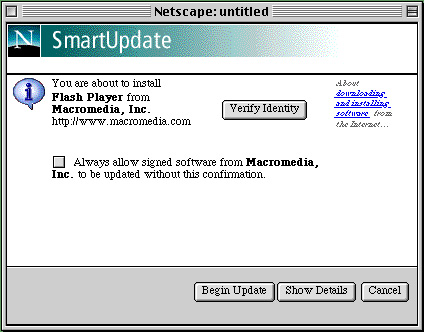 Netscape: untitled
N SmartUpdate
You are about to install
Flash Player from
Macromedia, Inc.
http://www.macromedia.com
Verify Identity
About
downloading
and installing
software from
the Internet...
Always allow signed software from Macromedia,
Inc. to be updated without this confirmation.
Begin Update Show Details Cancel